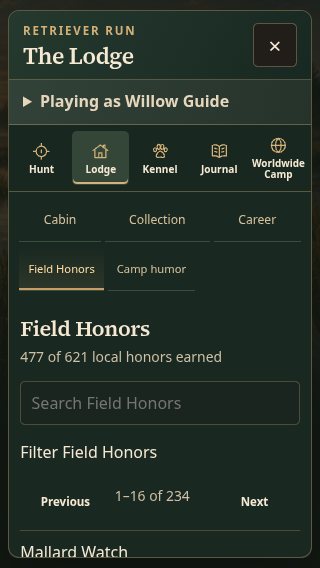 RETRIEVER RUN
The Lodge
×
▶ Playing as Willow Guide
Hunt
Lodge
Kennel
Journal
Worldwide
Camp
Cabin
Collection
Career
Field Honors
Camp humor
Field Honors
477 of 621 local honors earned
Search Field Honors
Filter Field Honors
Previous
1–16 of 234
Next
Mallard Watch